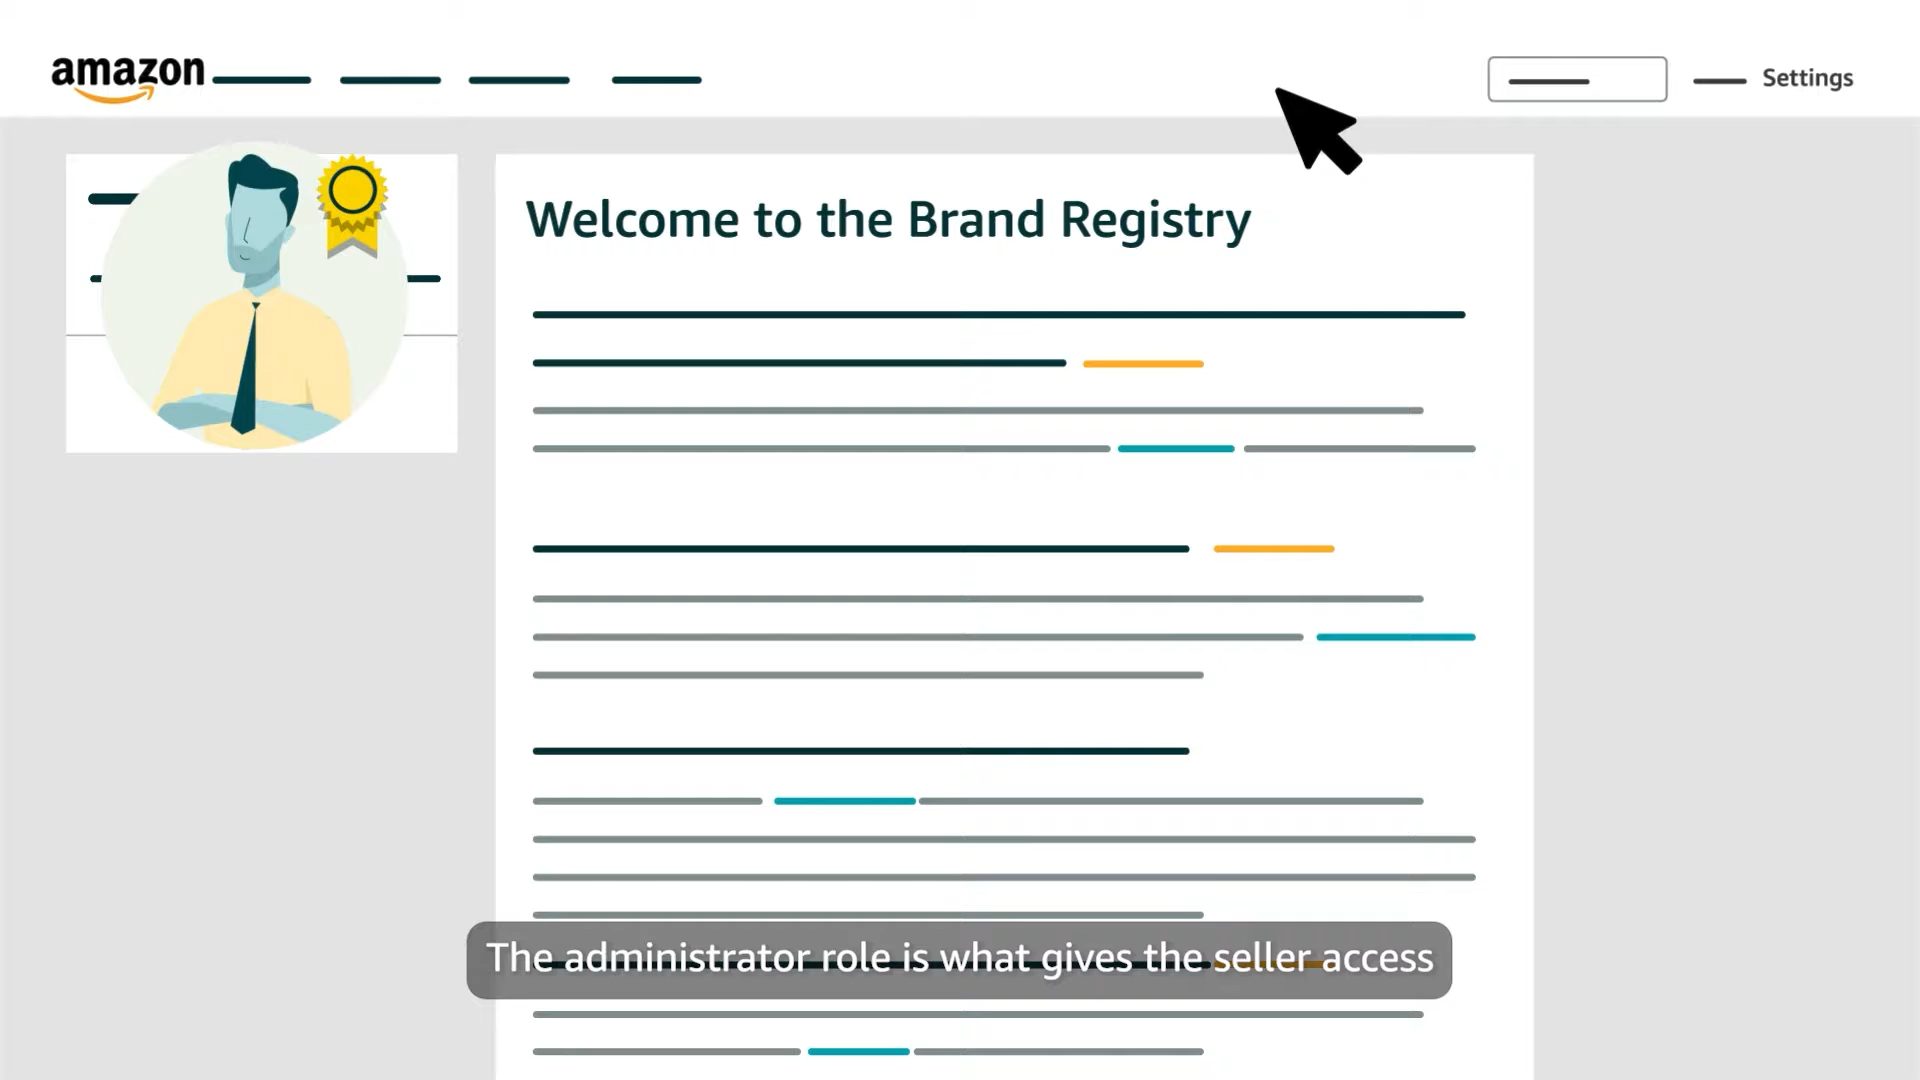 amazon
Settings
Welcome to the Brand Registry
The administrator role is what gives the seller access